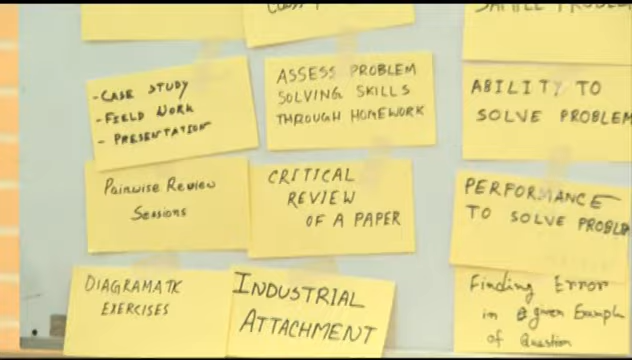 - CASE STUDY
- FIELD WORK
- PRESENTATION
ASSESS PROBLEM
SOLVING SKILLS
THROUGH HOMEWORK
ABILITY TO
SOLVE PROBLEM
Pairwise Review
Sessions
CRITICAL
REVIEW
OF A PAPER
PERFORMANCE
TO SOLVE PROBL
DIAGRAMATIC
EXERCISES
INDUSTRIAL
ATTACHMENT
Finding Error
in a given Example
of Question